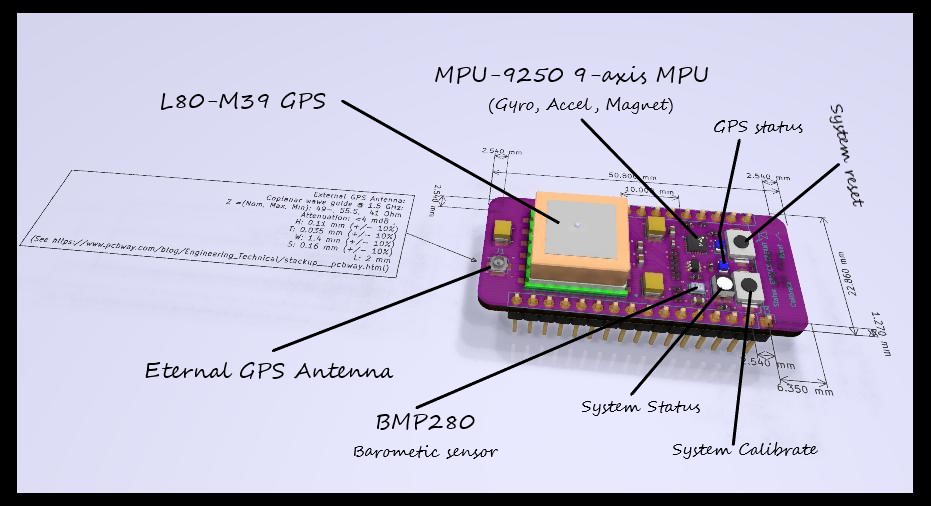 MPU-9250 9-axis MPU
(Gyro, Accel, Magnet)
L80-M39 GPS
GPS status
System reset
2.540 mm
50.800 mm
2.540 mm
10.000 mm
2.540 mm
External GPS Antenna:
Coplanar wave guide @ 1.5 GHz:
Z =(Nom. Max. Min): 49-. 55.5, 41 Ohm
Attenuation: <4 mdB
H: 0.11 mm (+/- 10%)
T: 0.035 mm (+/- 10%)
W: 1.4 mm (+/- 10%)
S: 0.16 mm (+/- 10%)
L: 2 mm
(See https://www.pcbway.com/blog/Engineering_Technical/stackup__pcbway.html)
J1
22.860 mm
1.270 mm
2.540 mm
6.350 mm
Calibrate
Eternal GPS Antenna
BMP280
Barometic sensor
System Status
System Calibrate